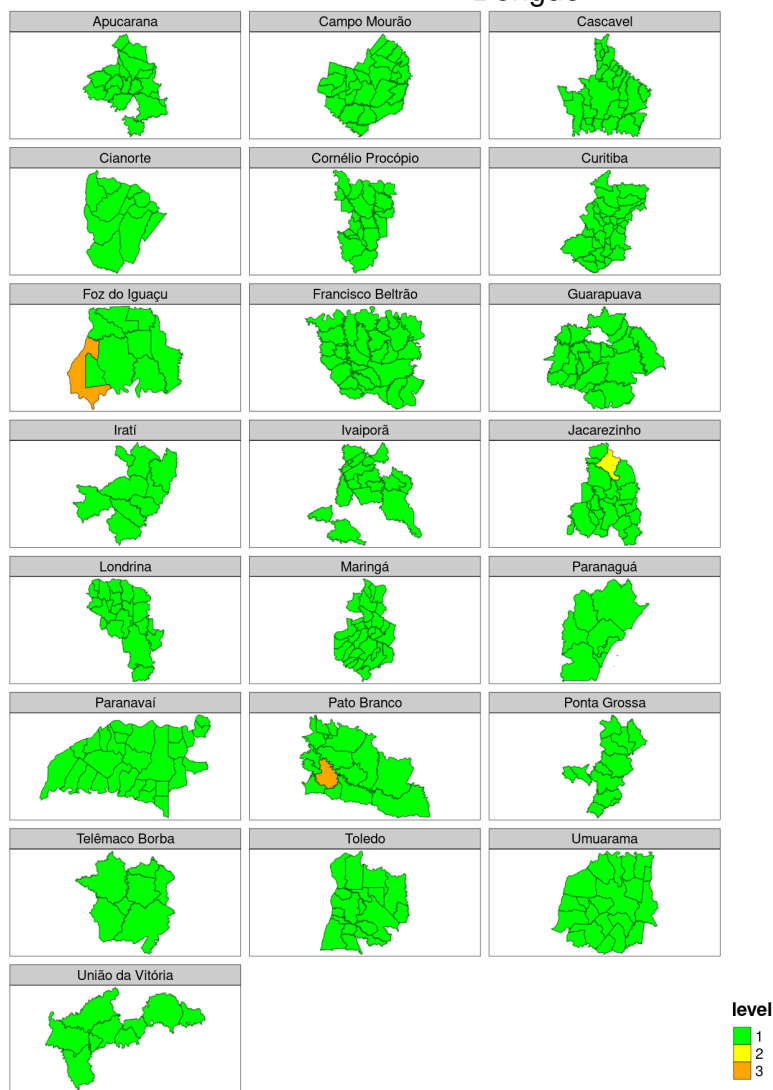 Apucarana
Campo Mourão
Cascavel
Cianorte
Cornélio Procópio
Curitiba
Foz do Iguaçu
Francisco Beltrão
Guarapuava
Iratí
Ivaiporã
Jacarezinho
Londrina
Maringá
Paranaguá
Paranavaí
Pato Branco
Ponta Grossa
Telêmaco Borba
Toledo
Umuarama
União da Vitória
level
1
2
3